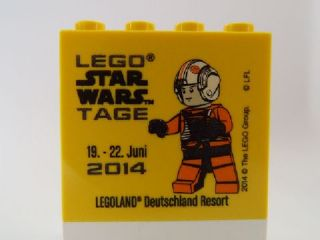 LEGO®
STAR
WARS™
TAGE
19. - 22. Juni
2014
LEGOLAND® Deutschland Resort
2014 © The LEGO Group.
© LFL